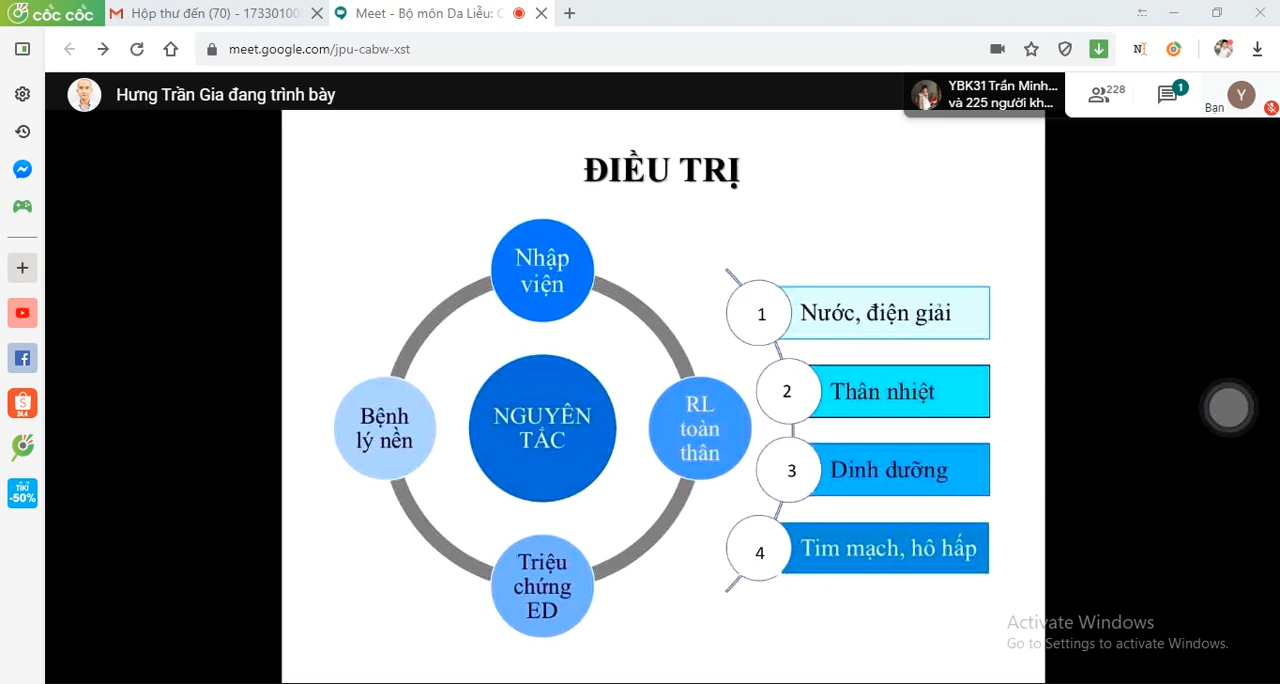 cốc cốc
Hộp thư đến (70) - 17330100
Meet - Bộ môn Da Liễu: C
meet.google.com/jpu-cabw-xst
Hưng Trần Gia đang trình bày
YBK31 Trần Minh...
và 225 người kh...
228
1
Bạn
Y
ĐIỀU TRỊ
Nhập
viện
Bệnh
lý nền
NGUYÊN
TẮC
RL
toàn
thân
Triệu
chứng
ED
1
Nước, điện giải
2
Thân nhiệt
3
Dinh dưỡng
4
Tim mạch, hô hấp
TIKI
-50%
Activate Windows
Go to Settings to activate Windows.